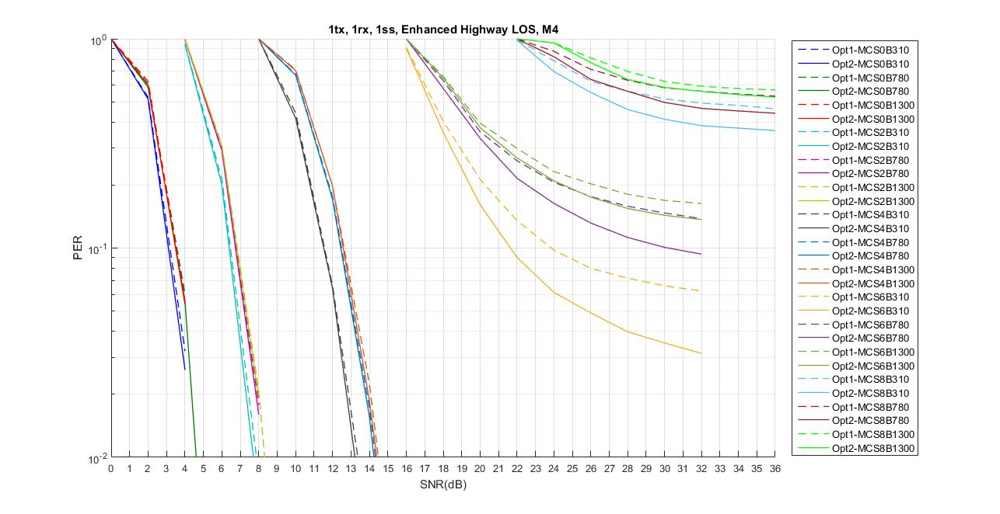 1tx, 1rx, 1ss, Enhanced Highway LOS, M4
10^0
10^-1
10^-2
PER
0 1 2 3 4 5 6 7 8 9 10 11 12 13 14 15 16 17 18 19 20 21 22 23 24 25 26 27 28 29 30 31 32 33 34 35 36
SNR(dB)
Opt1-MCS0B310
Opt2-MCS0B310
Opt1-MCS0B780
Opt2-MCS0B780
Opt1-MCS0B1300
Opt2-MCS0B1300
Opt1-MCS2B310
Opt2-MCS2B310
Opt1-MCS2B780
Opt2-MCS2B780
Opt1-MCS2B1300
Opt2-MCS2B1300
Opt1-MCS4B310
Opt2-MCS4B310
Opt1-MCS4B780
Opt2-MCS4B780
Opt1-MCS4B1300
Opt2-MCS4B1300
Opt1-MCS6B310
Opt2-MCS6B310
Opt1-MCS6B780
Opt2-MCS6B780
Opt1-MCS6B1300
Opt2-MCS6B1300
Opt1-MCS8B310
Opt2-MCS8B310
Opt1-MCS8B780
Opt2-MCS8B780
Opt1-MCS8B1300
Opt2-MCS8B1300